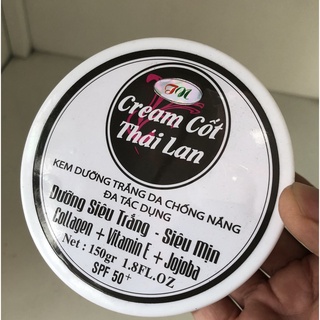 TM
Cream Cốt
Thái Lan
KEM DƯỠNG TRẮNG DA CHỐNG NẮNG
ĐA TÁC DỤNG
Dưỡng Siêu Trắng - Siêu Mịn
Collagen + Vitamin E + Jojoba
Net : 150gr 1.8FL.OZ
SPF 50+